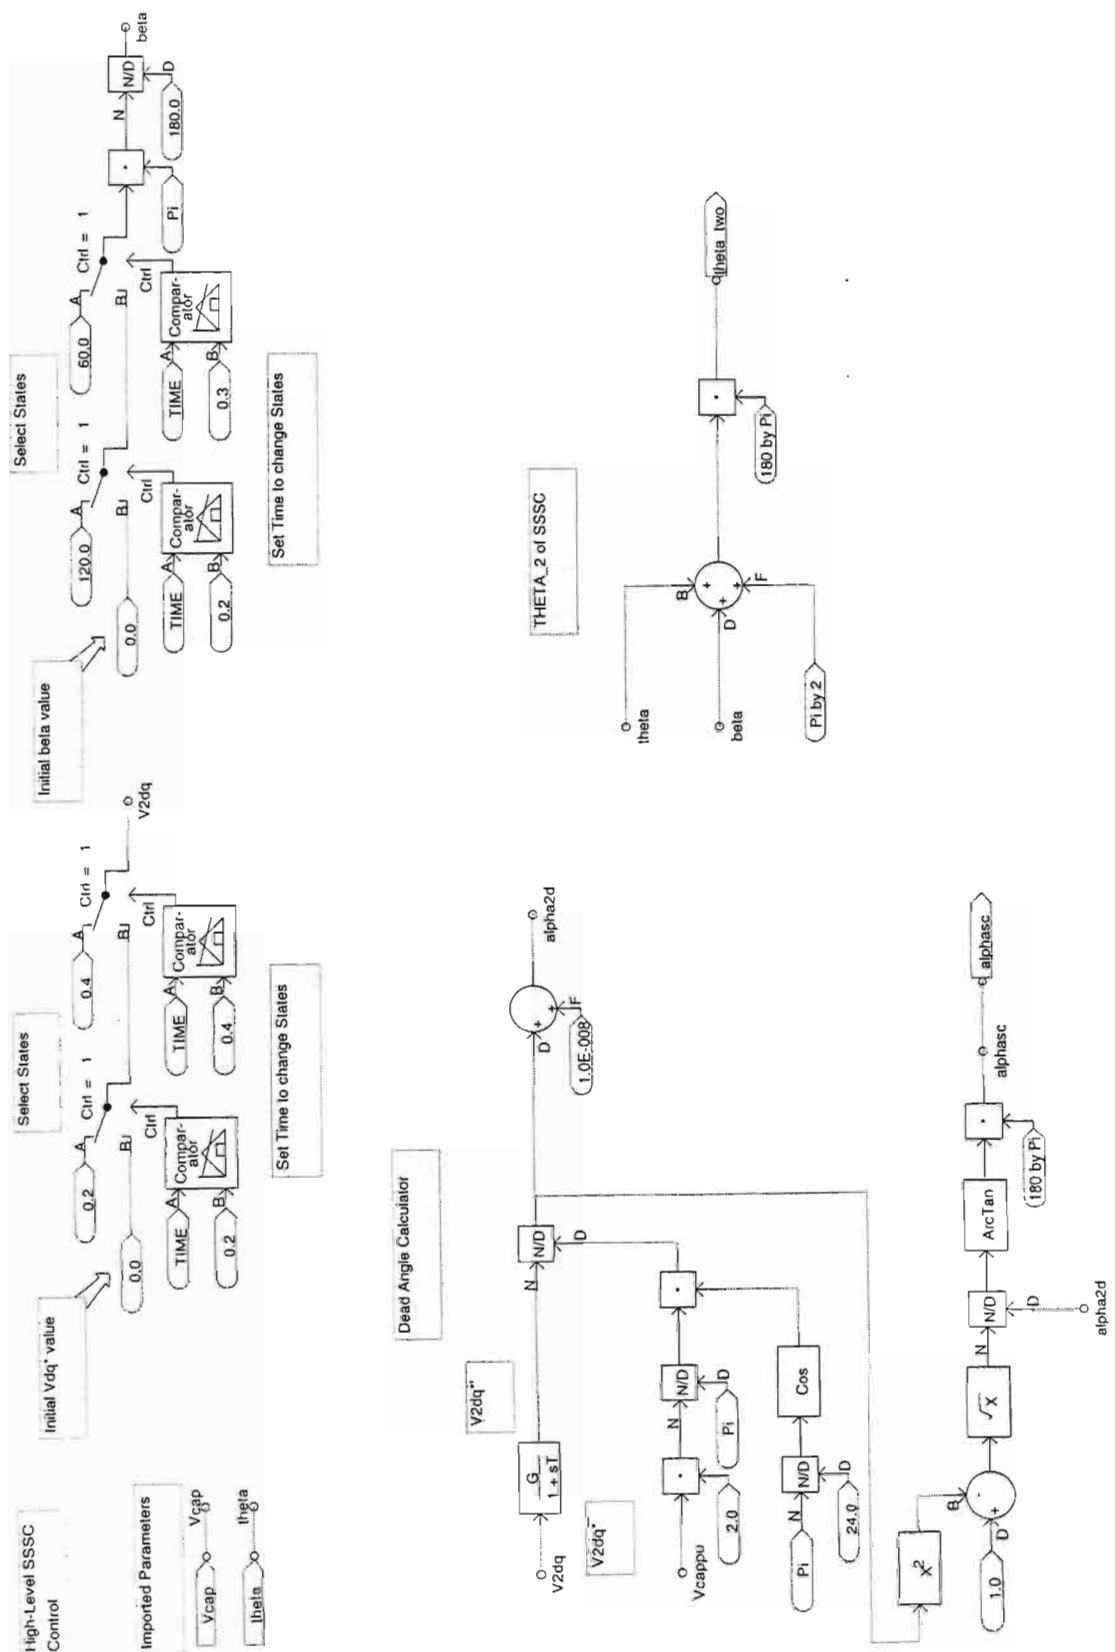 High-Level SSSC
Control
Imported Parameters
Vcap
Vcap
theta
theta
Initial Vdq* value
0.0
Select States
0.2
A
B
Ctrl = 1
Ctrl
TIME
A
Compar-
ator
0.2
B
0.4
A
B
Ctrl = 1
Ctrl
TIME
A
Compar-
ator
0.4
B
V2dq
Set Time to change States
Initial beta value
0.0
Select States
120.0
A
B
Ctrl = 1
Ctrl
TIME
A
Compar-
ator
0.2
B
60.0
A
B
Ctrl = 1
Ctrl
TIME
A
Compar-
ator
0.3
B
Set Time to change States
Pi
N
N/D
D
180.0
beta
Dead Angle Calculator
V2dq
G
1 + sT
V2dq*
N
N/D
D
D
F
1.0E-008
alpha2d
Vcappu
2.0
N
N/D
D
Pi
Pi
N
N/D
D
24.0
Cos
X²
B
D
1.0
√X
N
N/D
D
alpha2d
ArcTan
180 by Pi
alphasc
alphasc
THETA_2 of SSSC
theta
beta
Pi by 2
B
D
F
180 by Pi
theta_two